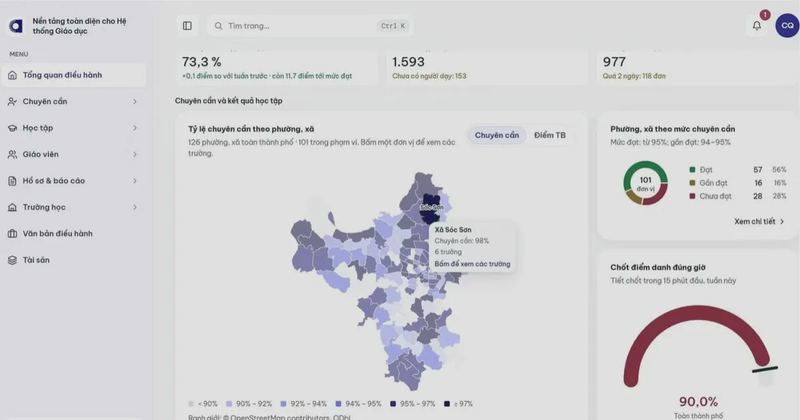 Nền tảng toàn diện cho Hệ
thống Giáo dục
Tìm trang...
Ctrl K
1
CQ
MENU
Tổng quan điều hành
Chuyên cần
Học tập
Giáo viên
Hồ sơ & báo cáo
Trường học
Văn bản điều hành
Tài sản
73,3 %
+0,1 điểm so với tuần trước · còn 11,7 điểm tới mức đạt
1.593
Chưa có người dạy: 153
977
Quá 2 ngày: 118 đơn
Chuyên cần và kết quả học tập
Tỷ lệ chuyên cần theo phường, xã
126 phường, xã toàn thành phố · 101 trong phạm vi. Bấm một đơn vị để xem các
trường.
Chuyên cần
Điểm TB
Sóc Sơn
Xã Sóc Sơn
Chuyên cần: 98%
6 trường
Bấm để xem các trường
< 90%
90 – 92%
92 – 94%
94 – 95%
95 – 97%
≥ 97%
Ranh giới: © OpenStreetMap contributors, ODbL
Phường, xã theo mức chuyên cần
Mức đạt: từ 95%; gần đạt: 94–95%
101
đơn vị
Đạt 57 56%
Gần đạt 16 16%
Chưa đạt 28 28%
Xem chi tiết
Chốt điểm danh đúng giờ
Tiết chốt trong 15 phút đầu, tuần này
90,0%
Toàn thành phố